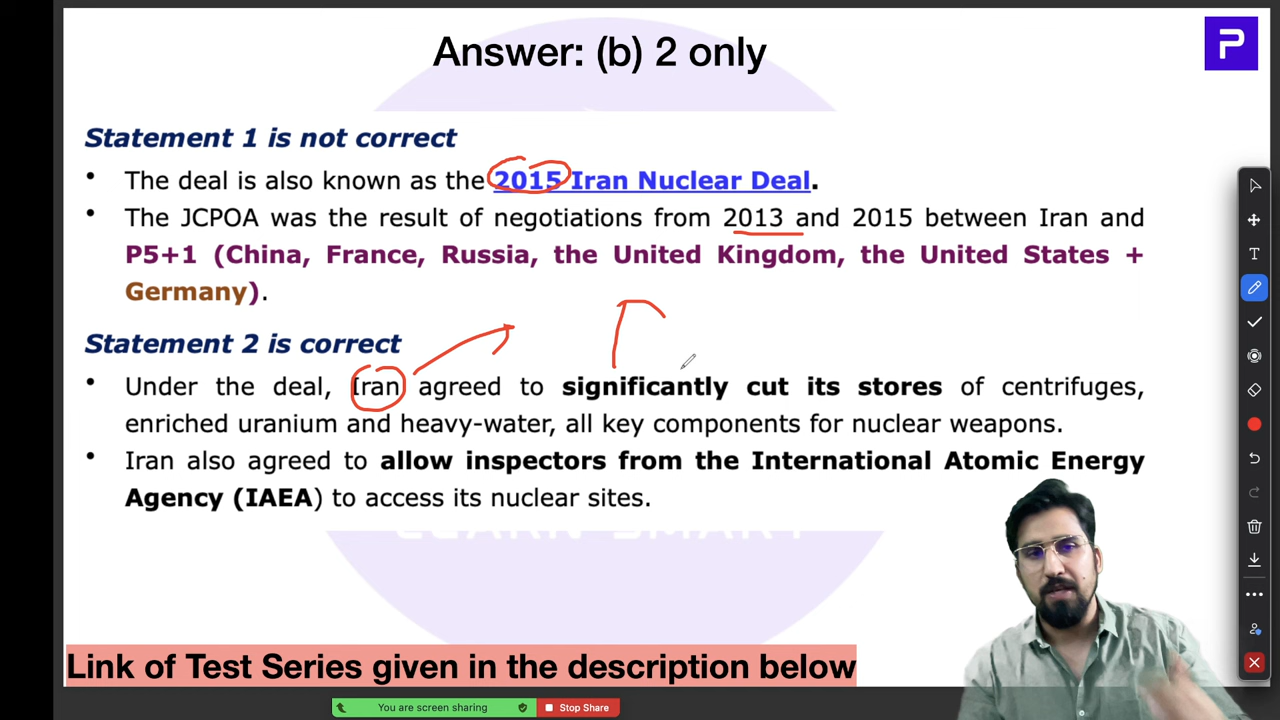 Answer: (b) 2 only
P
Statement 1 is not correct
• The deal is also known as the 2015 Iran Nuclear Deal.
• The JCPOA was the result of negotiations from 2013 and 2015 between Iran and
P5+1 (China, France, Russia, the United Kingdom, the United States +
Germany).
Statement 2 is correct
• Under the deal, Iran agreed to significantly cut its stores of centrifuges,
enriched uranium and heavy-water, all key components for nuclear weapons.
• Iran also agreed to allow inspectors from the International Atomic Energy
Agency (IAEA) to access its nuclear sites.
LEARN SMART
Link of Test Series given in the description below
You are screen sharing
Stop Share
T